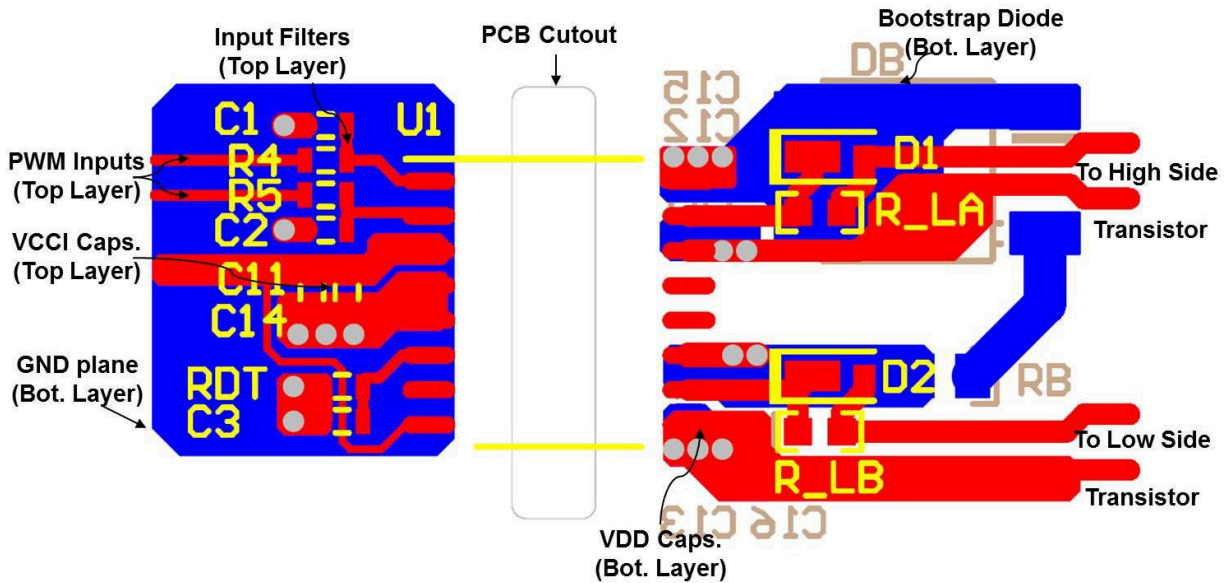 Input Filters
(Top Layer)
PCB Cutout
Bootstrap Diode
(Bot. Layer)
DB
C15
C12
C1
U1
PWM Inputs
(Top Layer)
R4
R5
C2
D1
To High Side
R_LA
Transistor
VCCI Caps.
(Top Layer)
C11
C14
GND plane
(Bot. Layer)
RDT
C3
D2
RB
To Low Side
R_LB
Transistor
C13 C16
VDD Caps.
(Bot. Layer)